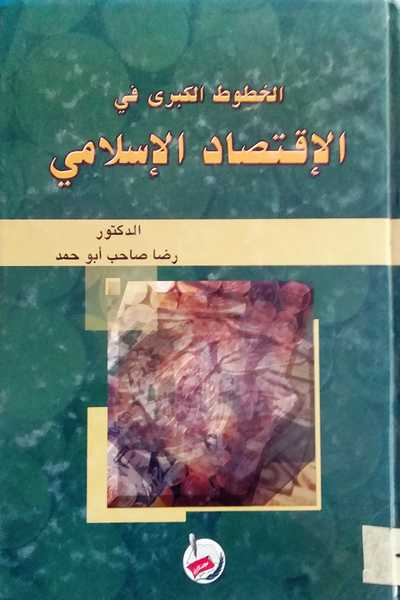 الخطوط الكبرى في
الإقتصاد الإسلامي
الدكتور
رضا صاحب أبو حمد